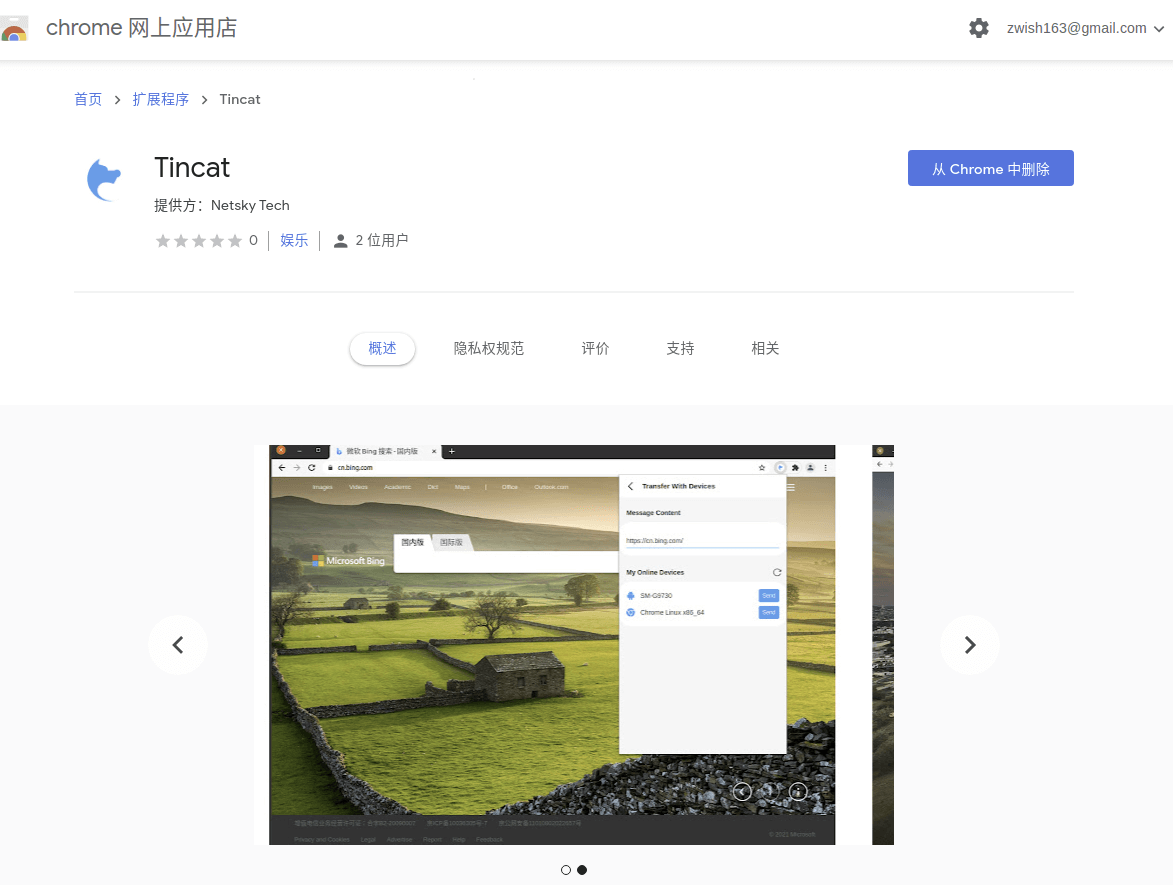 chrome 网上应用店
zwish163@gmail.com
首页 > 扩展程序 > Tincat
Tincat
从 Chrome 中删除
提供方：Netsky Tech
0 | 娱乐 | 2 位用户
概述 隐私权规范 评价 支持 相关
微软 Bing 搜索 - 国内版
cn.bing.com
Images Videos Academic Dict Maps | Office Outlook.com
Transfer With Devices
Message Content
国内版 国际版
https://cn.bing.com/
Microsoft Bing
My Online Devices
SM-G9730 Send
Chrome Linux x86_64 Send
Privacy and Cookies Legal Advertise Report Help Feedback
© 2021 Microsoft